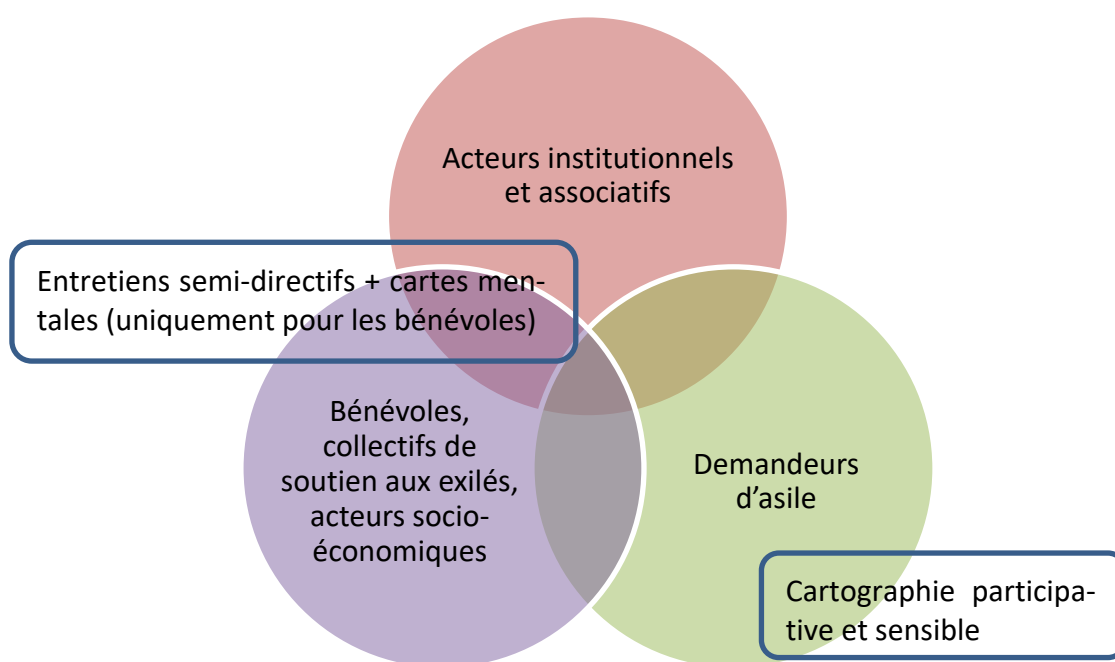 Acteurs institutionnels
et associatifs
Entretiens semi-directifs + cartes men-
tales (uniquement pour les bénévoles)
Bénévoles,
collectifs de
soutien aux exilés,
acteurs socio-
économiques
Demandeurs
d’asile
Cartographie participa-
tive et sensible